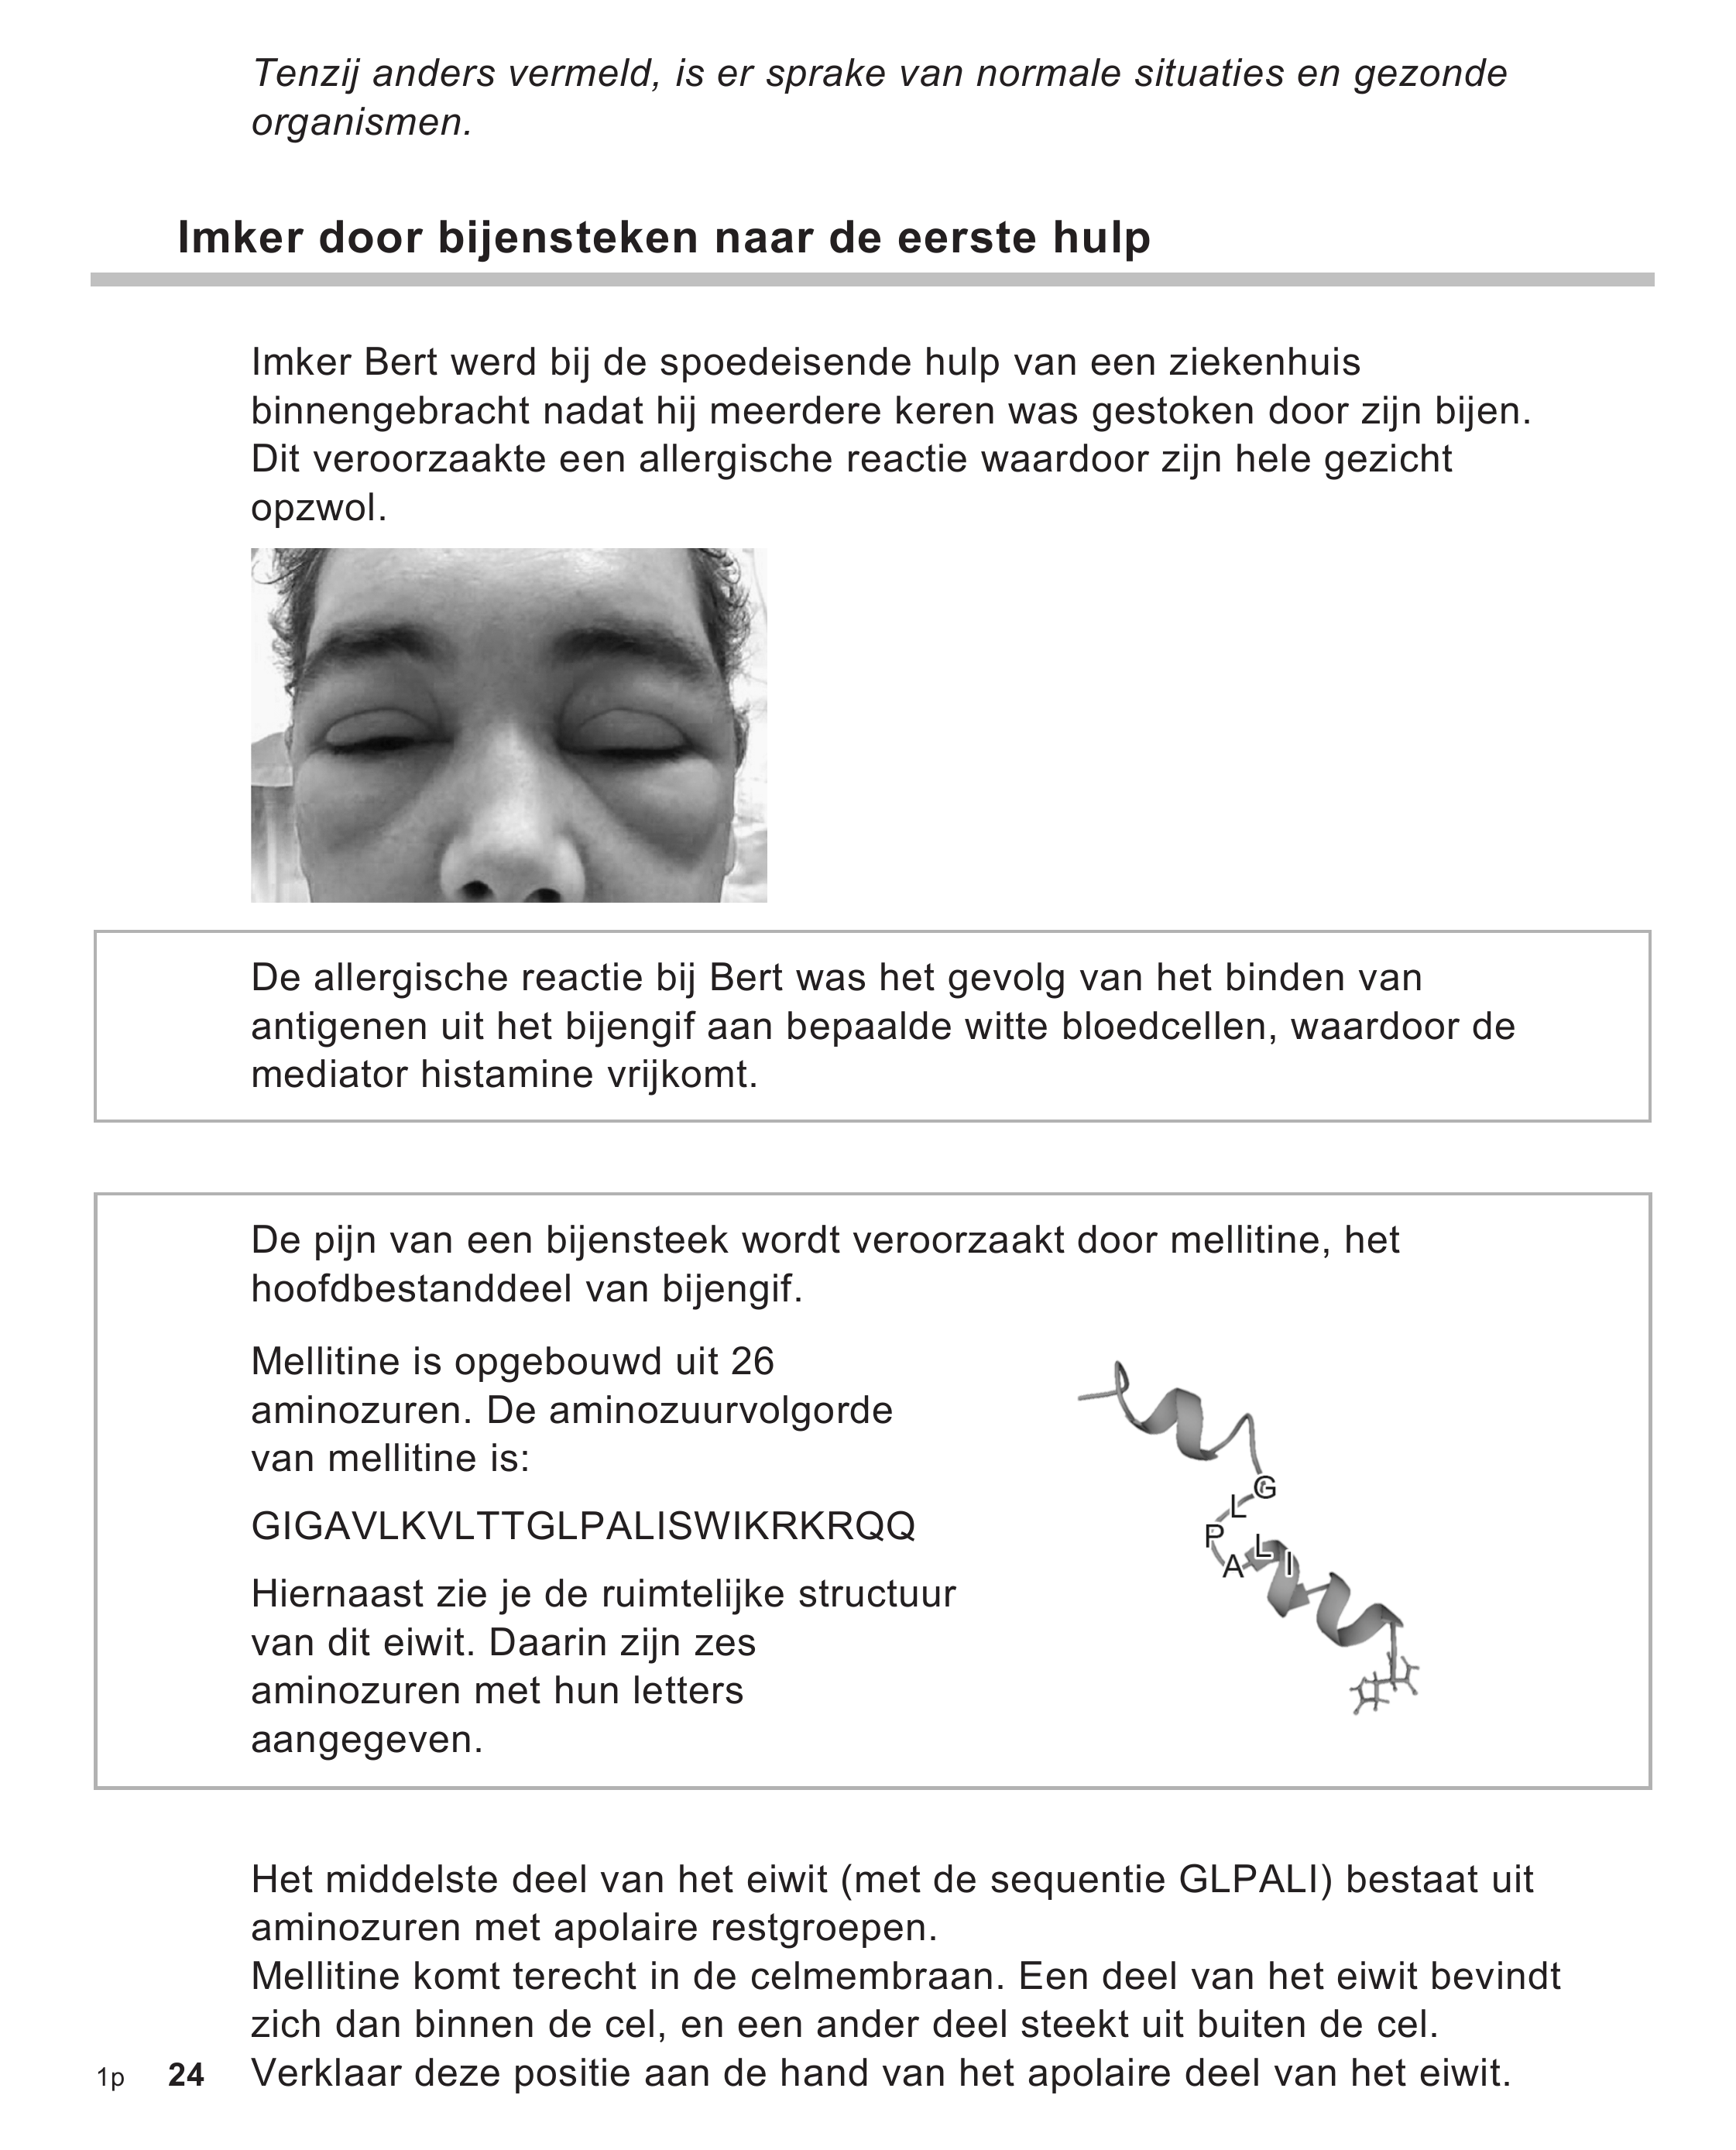 Tenzij anders vermeld, is er sprake van normale situaties en gezonde
organismen.
Imker door bijensteken naar de eerste hulp
Imker Bert werd bij de spoedeisende hulp van een ziekenhuis
binnengebracht nadat hij meerdere keren was gestoken door zijn bijen.
Dit veroorzaakte een allergische reactie waardoor zijn hele gezicht
opzwol.
De allergische reactie bij Bert was het gevolg van het binden van
antigenen uit het bijengif aan bepaalde witte bloedcellen, waardoor de
mediator histamine vrijkomt.
De pijn van een bijensteek wordt veroorzaakt door mellitine, het
hoofdbestanddeel van bijengif.
Mellitine is opgebouwd uit 26
aminozuren. De aminozuurvolgorde
van mellitine is:
GIGAVLKVLTTGLPALISWIKRKRQQ
Hiernaast zie je de ruimtelijke structuur
van dit eiwit. Daarin zijn zes
aminozuren met hun letters
aangegeven.
G
L
P
A
L
I
Het middelste deel van het eiwit (met de sequentie GLPALI) bestaat uit
aminozuren met apolaire restgroepen.
Mellitine komt terecht in de celmembraan. Een deel van het eiwit bevindt
zich dan binnen de cel, en een ander deel steekt uit buiten de cel.
1p 24 Verklaar deze positie aan de hand van het apolaire deel van het eiwit.